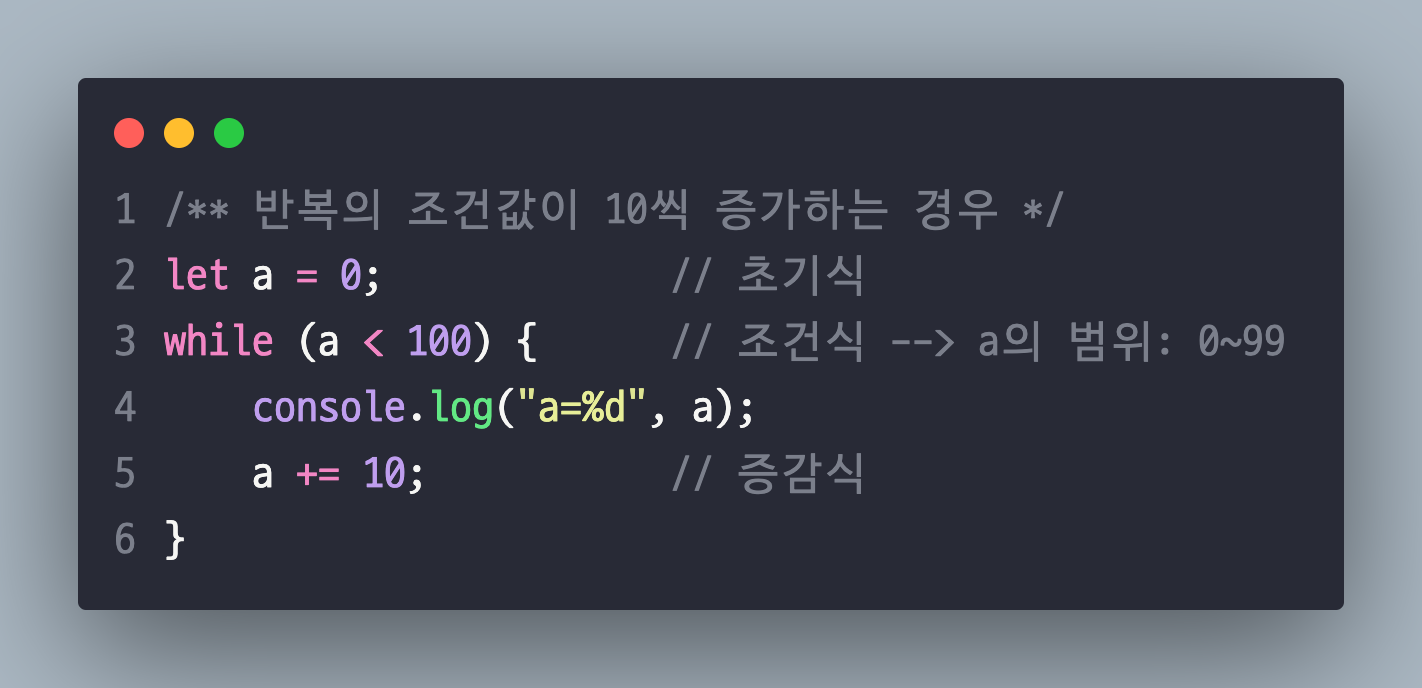 1 /** 반복의 조건값이 10씩 증가하는 경우 */
2 let a = 0;             // 초기식
3 while (a < 100) {      // 조건식 --> a의 범위: 0~99
4     console.log("a=%d", a);
5     a += 10;           // 증감식
6 }